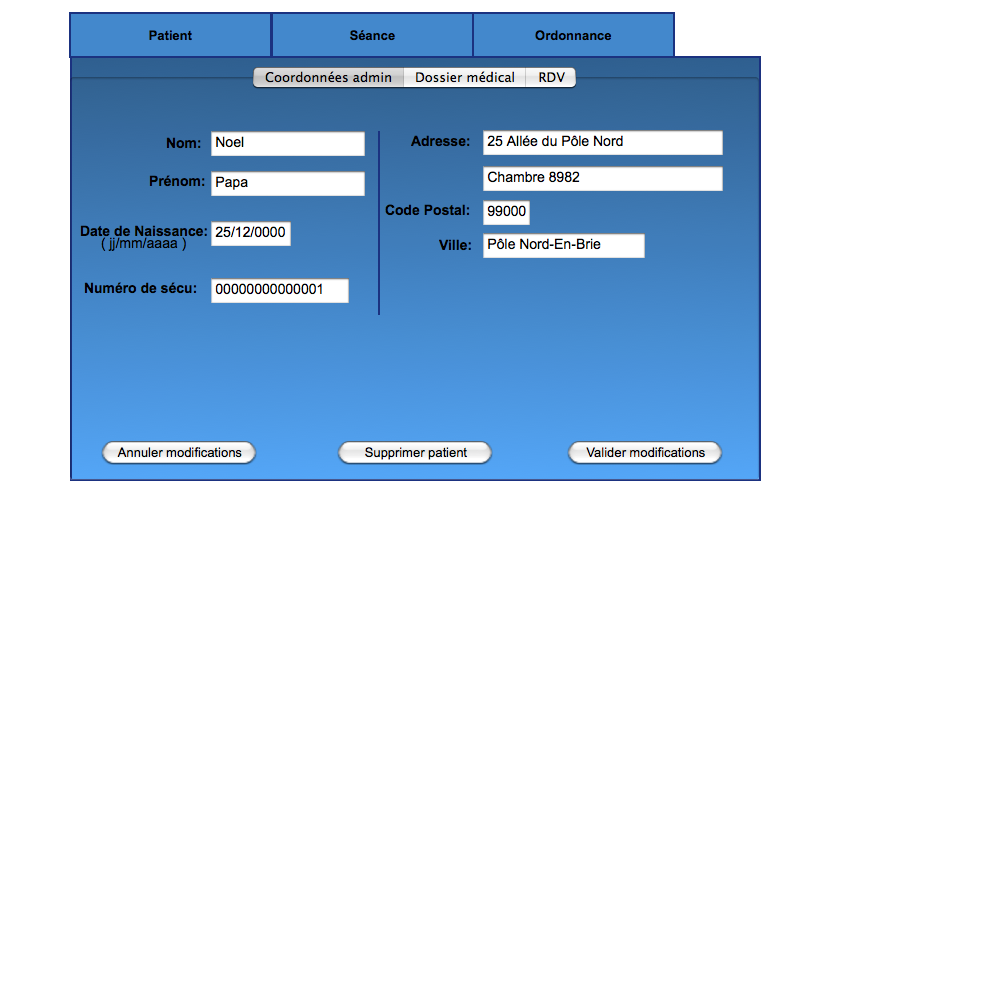 Patient Séance Ordonnance
Coordonnées admin Dossier médical RDV
Nom: Noel
Prénom: Papa
Date de Naissance: 25/12/0000
( jj/mm/aaaa )
Numéro de sécu: 00000000000001
Adresse: 25 Allée du Pôle Nord
Chambre 8982
Code Postal: 99000
Ville: Pôle Nord-En-Brie
Annuler modifications Supprimer patient Valider modifications